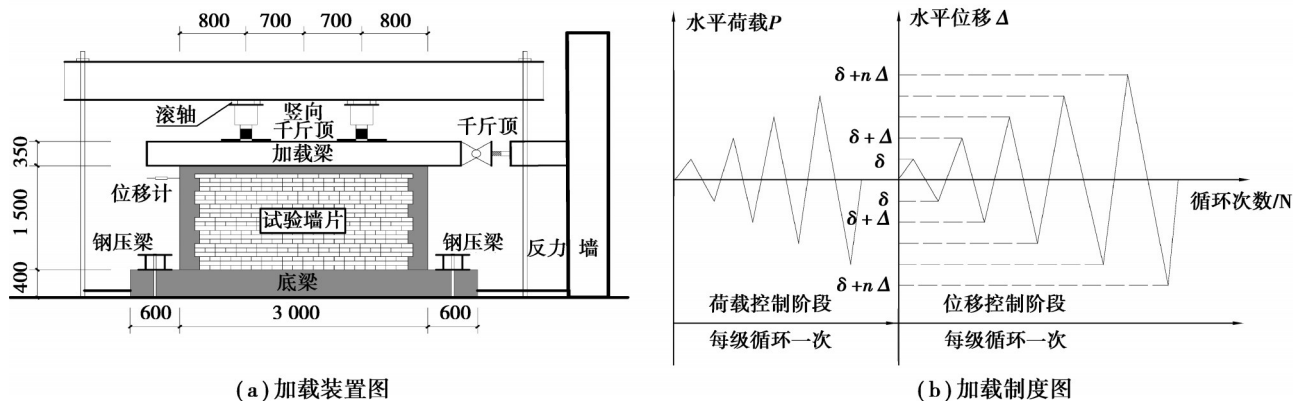 800 700 700 800
滚轴
竖向
千斤顶
千斤顶
加载梁
350
位移计
1 500
试验墙片
钢压梁
钢压梁
反力墙
400
底梁
600 3 000 600
(a)加载装置图
水平荷载P
水平位移Δ
δ+nΔ
δ+Δ
δ
δ
δ+Δ
δ+nΔ
循环次数/N
荷载控制阶段
位移控制阶段
每级循环一次
每级循环一次
(b)加载制度图